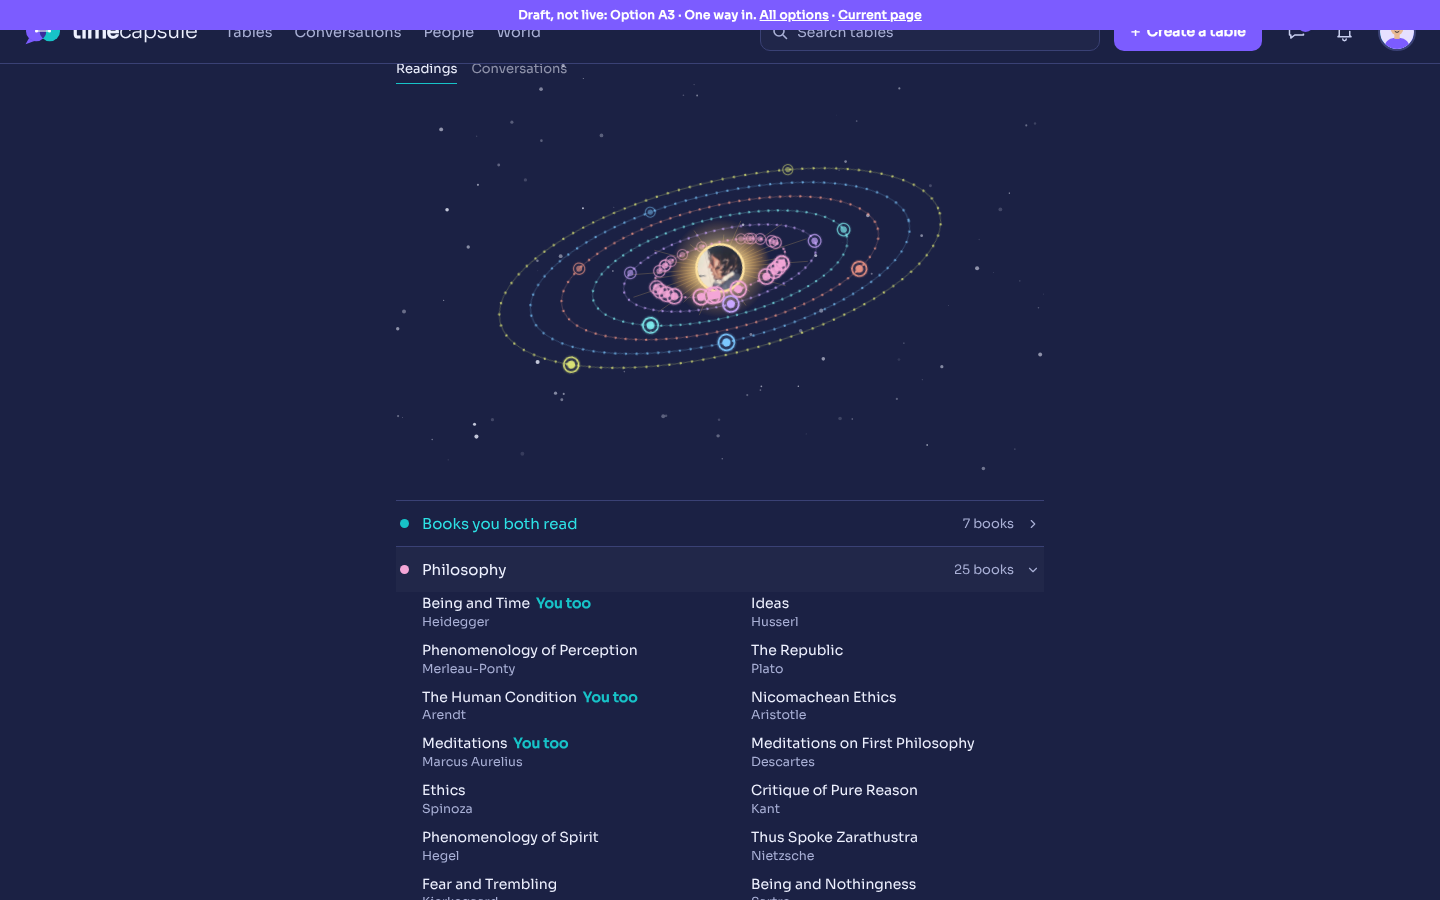 Draft, not live: Option A3 · One way in. All options · Current page
timecapsule Tables Conversations People World Search tables + Create a table
Readings Conversations
Books you both read 7 books
Philosophy 25 books
Being and Time You too Ideas
Heidegger Husserl
Phenomenology of Perception The Republic
Merleau-Ponty Plato
The Human Condition You too Nicomachean Ethics
Arendt Aristotle
Meditations You too Meditations on First Philosophy
Marcus Aurelius Descartes
Ethics Critique of Pure Reason
Spinoza Kant
Phenomenology of Spirit Thus Spoke Zarathustra
Hegel Nietzsche
Fear and Trembling Being and Nothingness